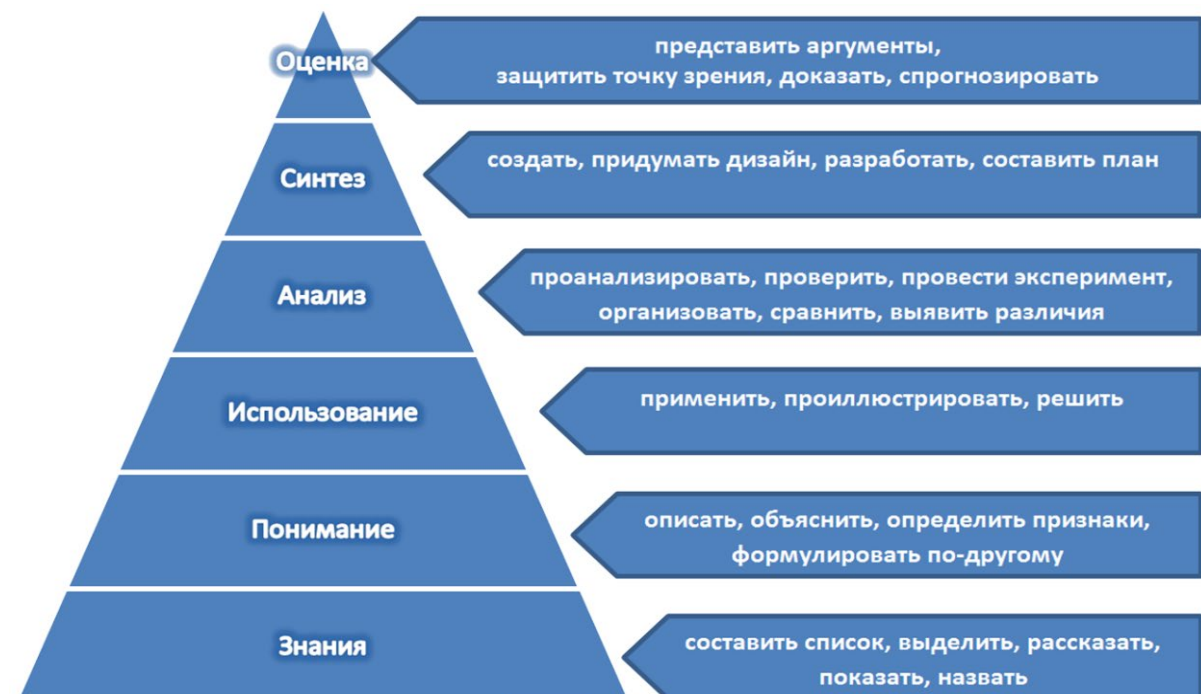 Оценка
представить аргументы,
защитить точку зрения, доказать, спрогнозировать
Синтез
создать, придумать дизайн, разработать, составить план
Анализ
проанализировать, проверить, провести эксперимент,
организовать, сравнить, выявить различия
Использование
применить, проиллюстрировать, решить
Понимание
описать, объяснить, определить признаки,
формулировать по-другому
Знания
составить список, выделить, рассказать,
показать, назвать